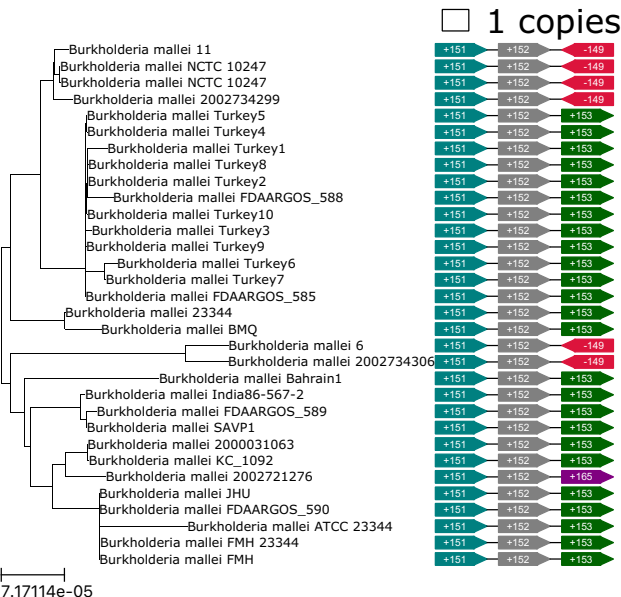 1 copies
Burkholderia mallei 11 +151 +152 -149
Burkholderia mallei NCTC 10247 +151 +152 -149
Burkholderia mallei NCTC 10247 +151 +152 -149
Burkholderia mallei 2002734299 +151 +152 -149
Burkholderia mallei Turkey5 +151 +152 +153
Burkholderia mallei Turkey4 +151 +152 +153
Burkholderia mallei Turkey1 +151 +152 +153
Burkholderia mallei Turkey8 +151 +152 +153
Burkholderia mallei Turkey2 +151 +152 +153
Burkholderia mallei FDAARGOS_588 +151 +152 +153
Burkholderia mallei Turkey10 +151 +152 +153
Burkholderia mallei Turkey3 +151 +152 +153
Burkholderia mallei Turkey9 +151 +152 +153
Burkholderia mallei Turkey6 +151 +152 +153
Burkholderia mallei Turkey7 +151 +152 +153
Burkholderia mallei FDAARGOS_585 +151 +152 +153
Burkholderia mallei 23344 +151 +152 +153
Burkholderia mallei BMQ +151 +152 +153
Burkholderia mallei 6 +151 +152 -149
Burkholderia mallei 2002734306 +151 +152 -149
Burkholderia mallei Bahrain1 +151 +152 +153
Burkholderia mallei India86-567-2 +151 +152 +153
Burkholderia mallei FDAARGOS_589 +151 +152 +153
Burkholderia mallei SAVP1 +151 +152 +153
Burkholderia mallei 2000031063 +151 +152 +153
Burkholderia mallei KC_1092 +151 +152 +153
Burkholderia mallei 2002721276 +151 +152 +165
Burkholderia mallei JHU +151 +152 +153
Burkholderia mallei FDAARGOS_590 +151 +152 +153
Burkholderia mallei ATCC 23344 +151 +152 +153
Burkholderia mallei FMH 23344 +151 +152 +153
Burkholderia mallei FMH +151 +152 +153
7.17114e-05